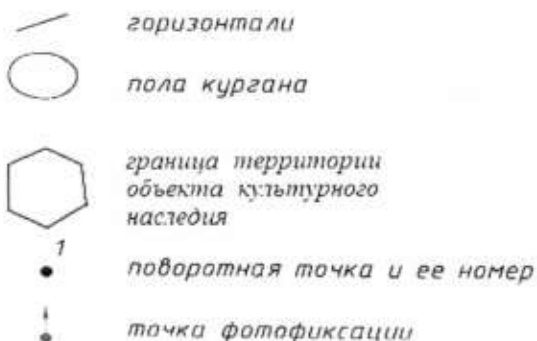 горизонтали
пола кургана
граница территории
объекта культурного
наследия
1
поворотная точка и ее номер
точка фотофиксации